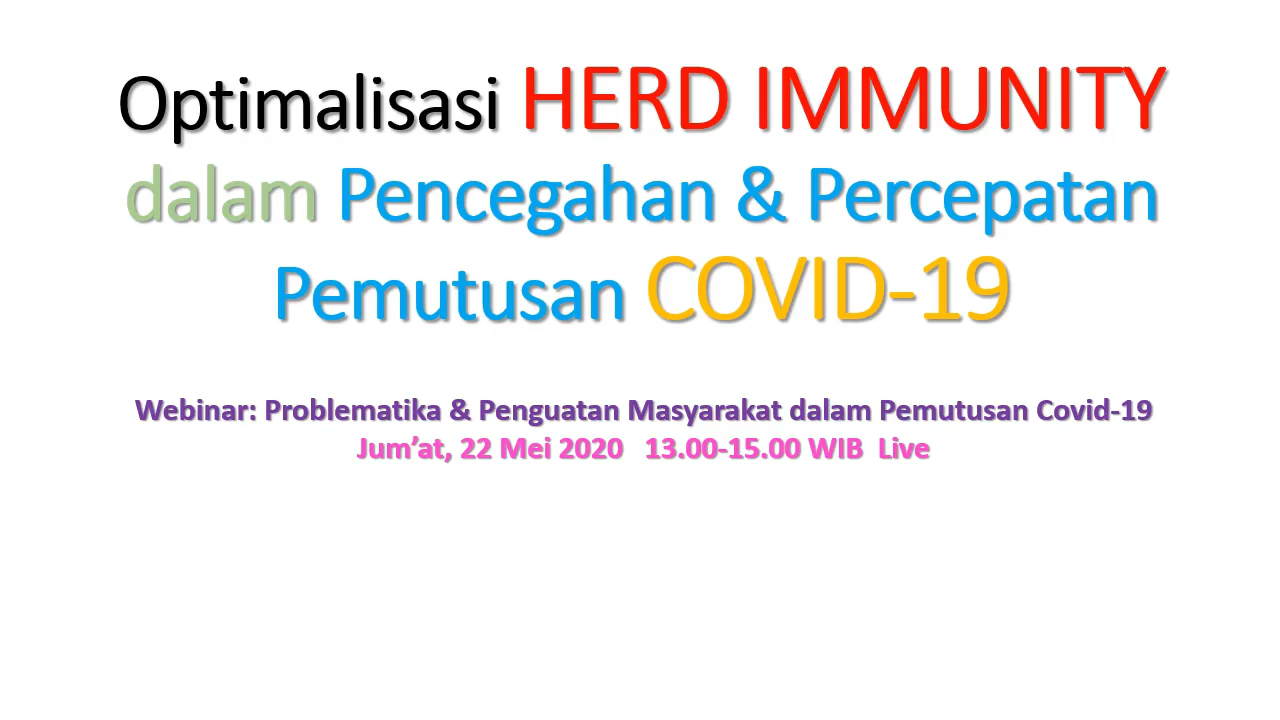 Optimalisasi HERD IMMUNITY
dalam Pencegahan & Percepatan
Pemutusan COVID-19
Webinar: Problematika & Penguatan Masyarakat dalam Pemutusan Covid-19
Jum’at, 22 Mei 2020 13.00-15.00 WIB Live